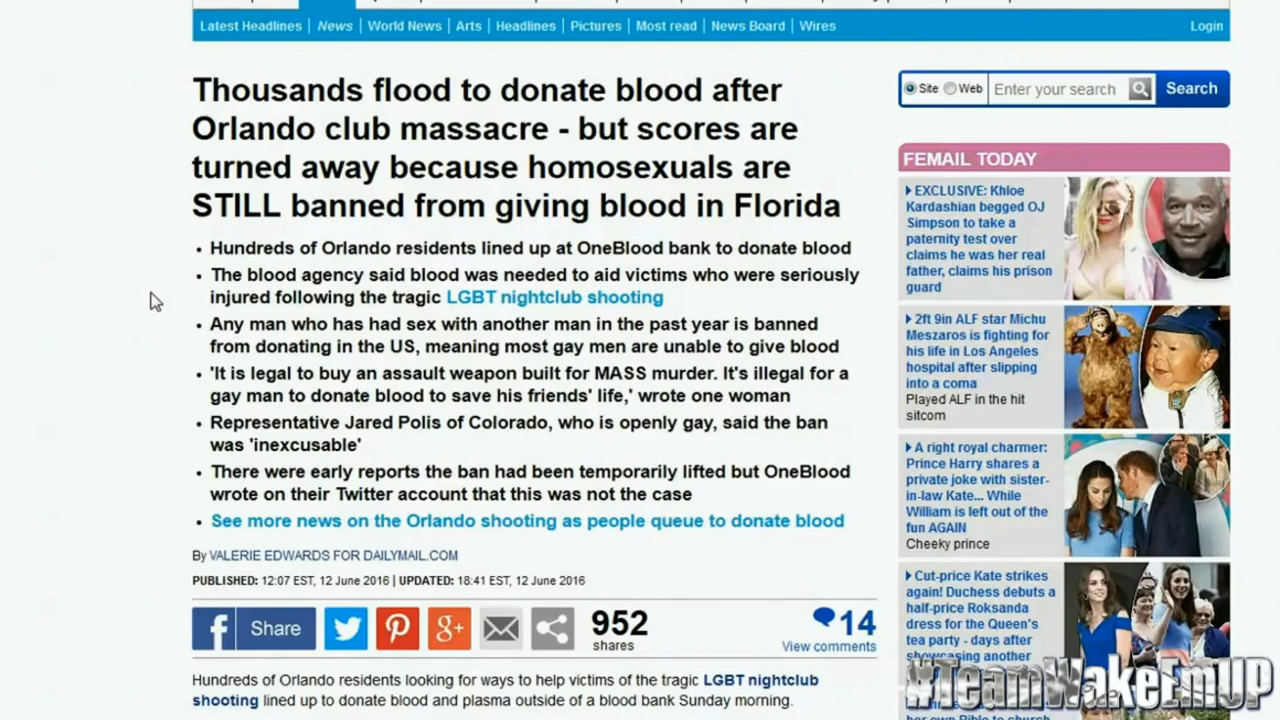 Latest Headlines | News | World News | Arts | Headlines | Pictures | Most read | News Board | Wires
Login
Thousands flood to donate blood after
Orlando club massacre - but scores are
turned away because homosexuals are
STILL banned from giving blood in Florida
• Hundreds of Orlando residents lined up at OneBlood bank to donate blood
• The blood agency said blood was needed to aid victims who were seriously
injured following the tragic LGBT nightclub shooting
• Any man who has had sex with another man in the past year is banned
from donating in the US, meaning most gay men are unable to give blood
• 'It is legal to buy an assault weapon built for MASS murder. It's illegal for a
gay man to donate blood to save his friends' life,' wrote one woman
• Representative Jared Polis of Colorado, who is openly gay, said the ban
was 'inexcusable'
• There were early reports the ban had been temporarily lifted but OneBlood
wrote on their Twitter account that this was not the case
• See more news on the Orlando shooting as people queue to donate blood
By VALERIE EDWARDS FOR DAILYMAIL.COM
PUBLISHED: 12:07 EST, 12 June 2016 | UPDATED: 18:41 EST, 12 June 2016
Share
952
shares
14
View comments
Hundreds of Orlando residents looking for ways to help victims of the tragic LGBT nightclub
shooting lined up to donate blood and plasma outside of a blood bank Sunday morning.
Site Web Enter your search Search
FEMAIL TODAY
EXCLUSIVE: Khloe
Kardashian begged OJ
Simpson to take a
paternity test over
claims he was her real
father, claims his prison
guard
2ft 9in ALF star Michu
Meszaros is fighting for
his life in Los Angeles
hospital after slipping
into a coma
Played ALF in the hit
sitcom
A right royal charmer:
Prince Harry shares a
private joke with sister-
in-law Kate... While
William is left out of the
fun AGAIN
Cheeky prince
Cut-price Kate strikes
again! Duchess debuts a
half-price Roksanda
dress for the Queen's
tea party - days after
showcasing another
#TeamWakeEmUP